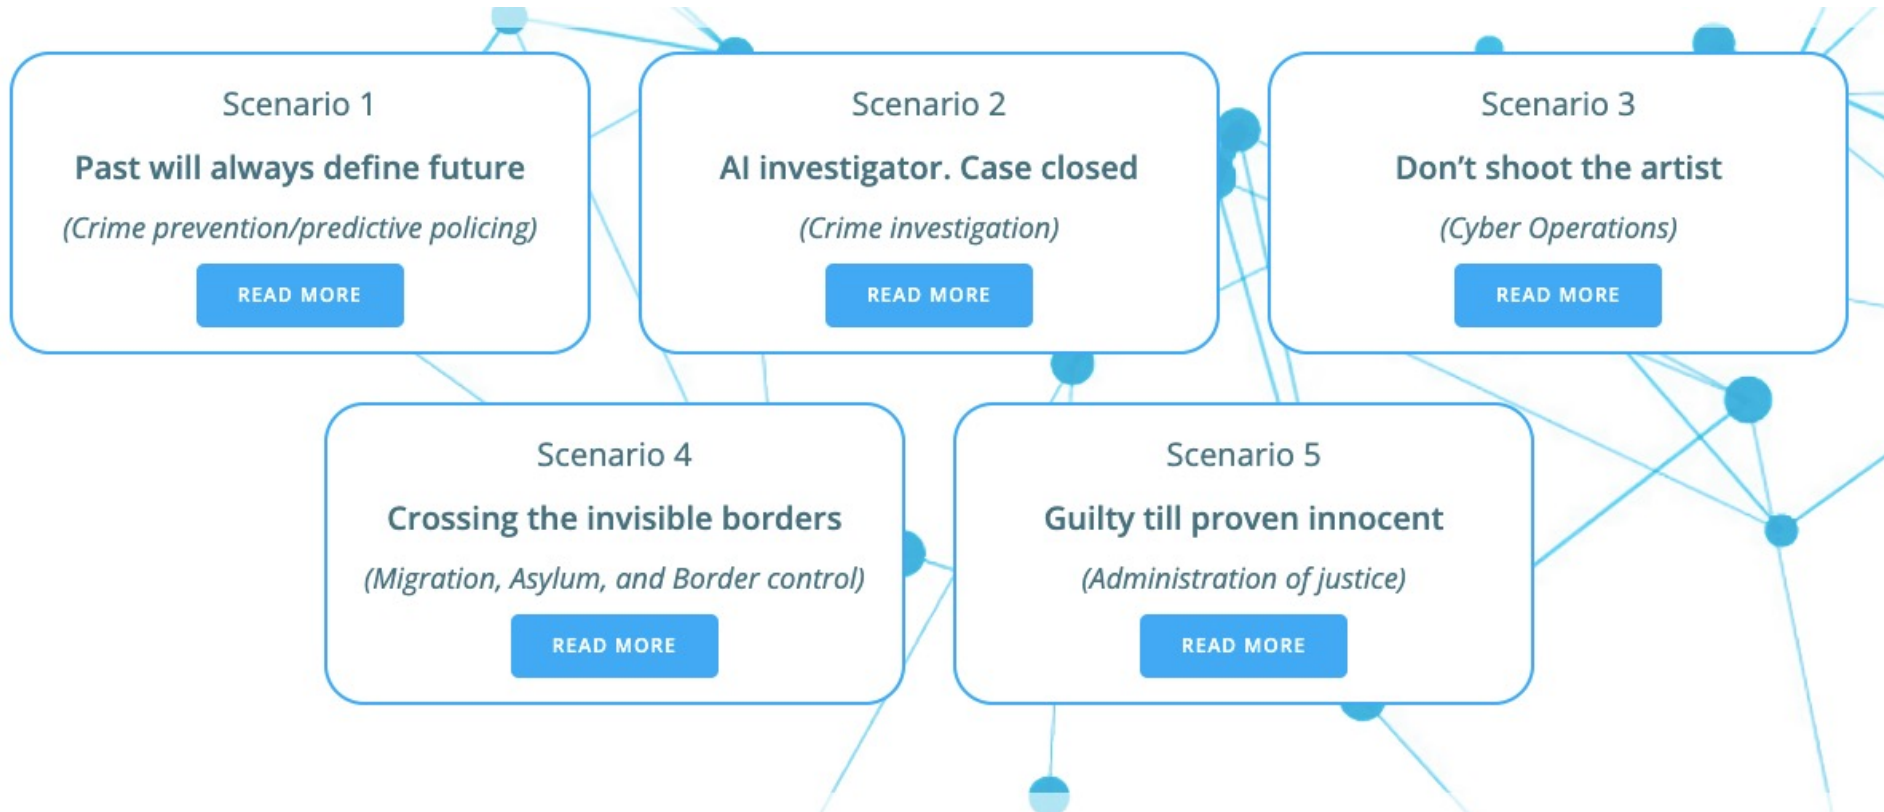 Scenario 1
Past will always define future
(Crime prevention/predictive policing)
READ MORE
Scenario 2
AI investigator. Case closed
(Crime investigation)
READ MORE
Scenario 3
Don’t shoot the artist
(Cyber Operations)
READ MORE
Scenario 4
Crossing the invisible borders
(Migration, Asylum, and Border control)
READ MORE
Scenario 5
Guilty till proven innocent
(Administration of justice)
READ MORE